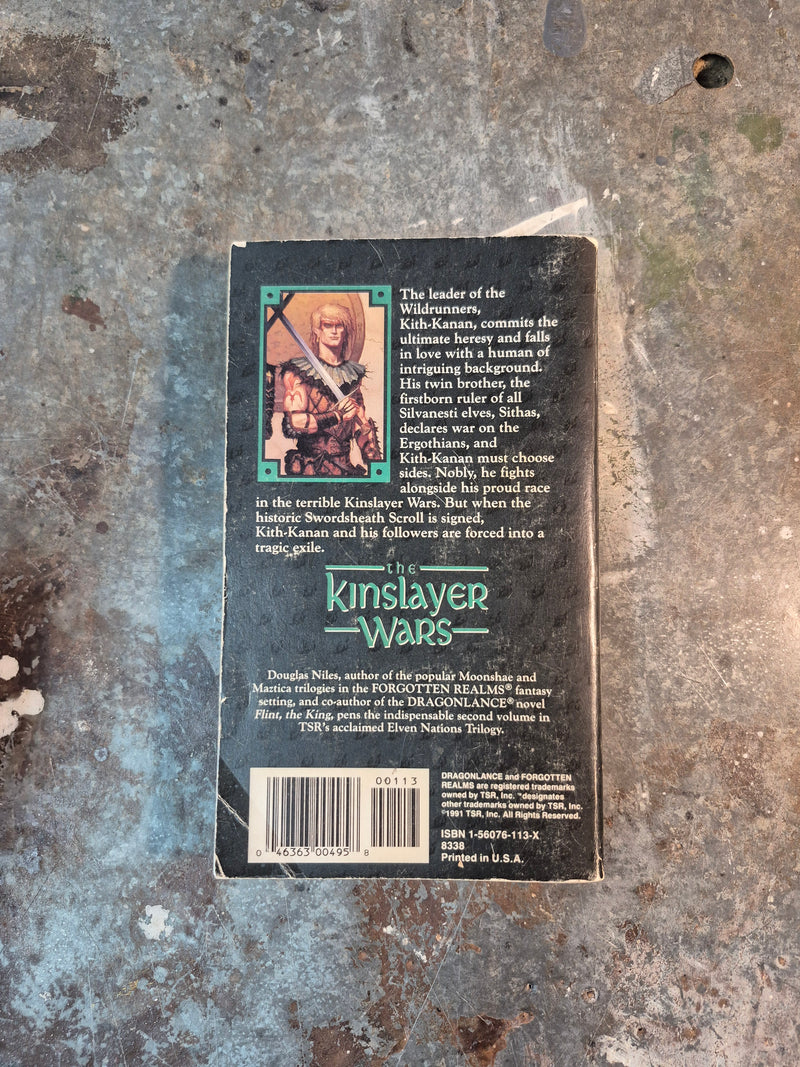 The leader of the
Wildrunners,
Kith-Kanan, commits the
ultimate heresy and falls
in love with a human of
intriguing background.
His twin brother, the
firstborn ruler of all
Silvanesti elves, Sithas,
declares war on the
Ergothians, and
Kith-Kanan must choose
sides. Nobly, he fights
alongside his proud race
in the terrible Kinslayer Wars. But when the
historic Swordsheath Scroll is signed,
Kith-Kanan and his followers are forced into a
tragic exile.
the
Kinslayer
Wars
Douglas Niles, author of the popular Moonshae and
Maztica trilogies in the FORGOTTEN REALMS® fantasy
setting, and co-author of the DRAGONLANCE® novel
Flint, the King, pens the indispensable second volume in
TSR's acclaimed Elven Nations Trilogy.
00113
0 46363 00495 8
DRAGONLANCE and FORGOTTEN
REALMS are registered trademarks
owned by TSR, Inc. ™designates
other trademarks owned by TSR, Inc.
©1991 TSR, Inc. All Rights Reserved.
ISBN 1-56076-113-X
8338
Printed in U.S.A.